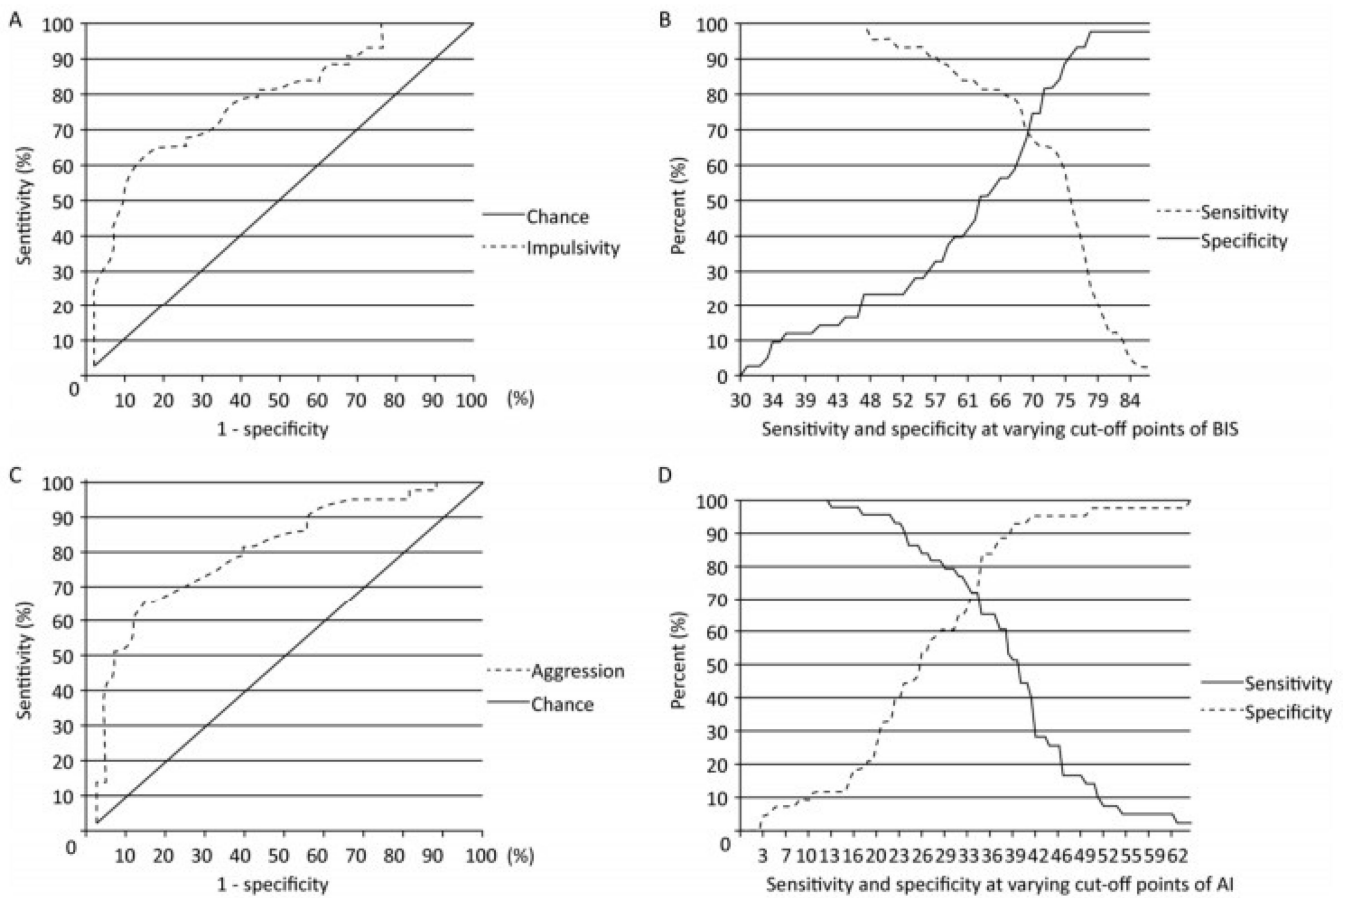 A
100
90
80
70
60
50
40
30
20
10
0
Sentitivity (%)
10 20 30 40 50 60 70 80 90 100 (%)
1 - specificity
Chance
Impulsivity
B
100
90
80
70
60
50
40
30
20
10
0
Percent (%)
30 34 39 43 48 52 57 61 66 70 75 79 84
Sensitivity and specificity at varying cut-off points of BIS
Sensitivity
Specificity
C
100
90
80
70
60
50
40
30
20
10
0
Sentitivity (%)
10 20 30 40 50 60 70 80 90 100 (%)
1 - specificity
Aggression
Chance
D
100
90
80
70
60
50
40
30
20
10
0
Percent (%)
3 7 10 13 16 20 23 26 29 33 36 39 42 46 49 52 55 59 62
Sensitivity and specificity at varying cut-off points of AI
Sensitivity
Specificity